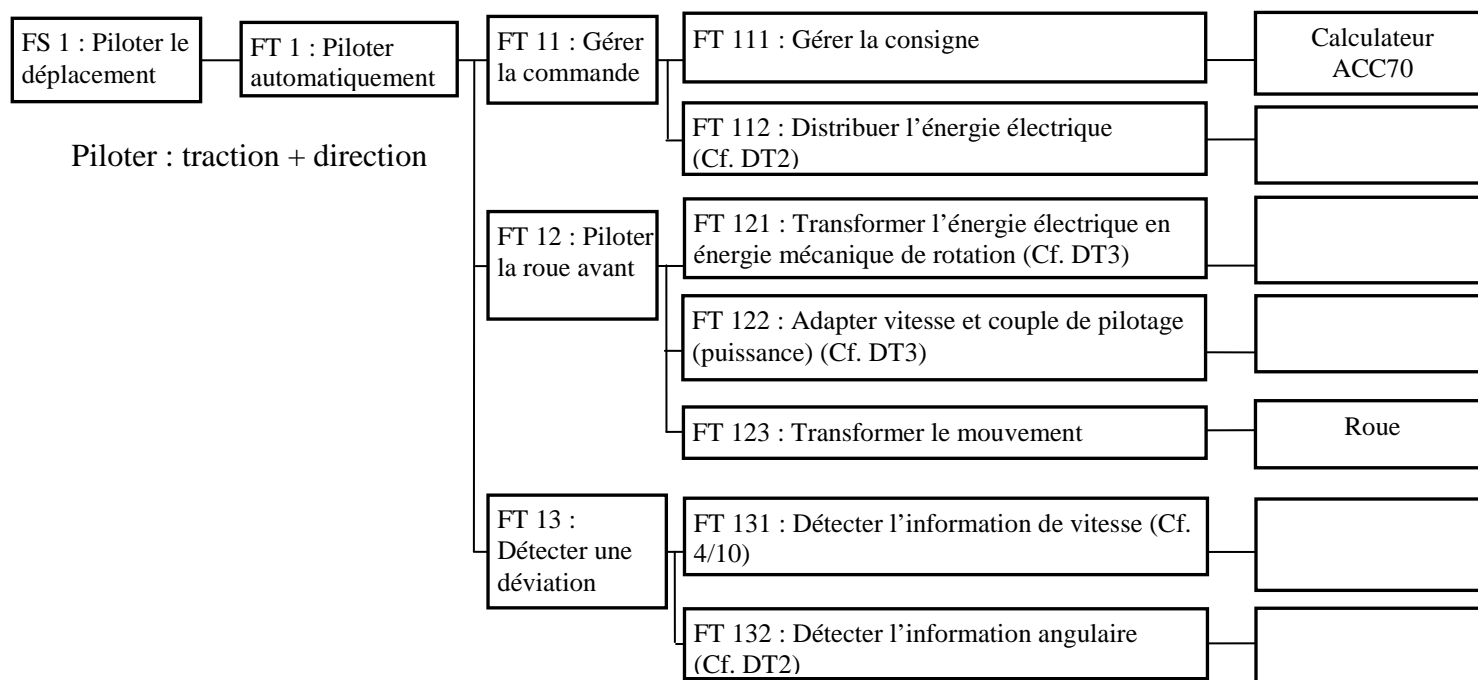 FS 1 : Piloter le
déplacement
FT 1 : Piloter
automatiquement
FT 11 : Gérer
la commande
FT 111 : Gérer la consigne
Calculateur
ACC70
FT 112 : Distribuer l’énergie électrique
(Cf. DT2)
Piloter : traction + direction
FT 12 : Piloter
la roue avant
FT 121 : Transformer l’énergie électrique en
énergie mécanique de rotation (Cf. DT3)
FT 122 : Adapter vitesse et couple de pilotage
(puissance) (Cf. DT3)
FT 123 : Transformer le mouvement
Roue
FT 13 :
Détecter une
déviation
FT 131 : Détecter l’information de vitesse (Cf.
4/10)
FT 132 : Détecter l’information angulaire
(Cf. DT2)